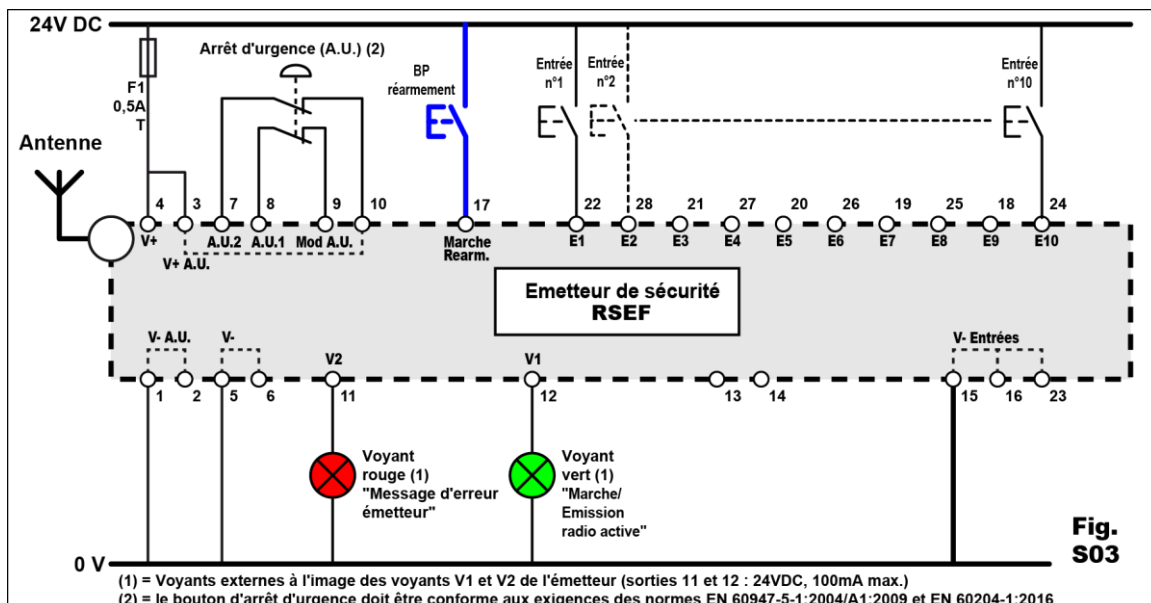 24V DC
Arrêt d'urgence (A.U.) (2)
F1
0,5A
T
BP
réarmement
Entrée
n°1
Entrée
n°2
Entrée
n°10
Antenne
4 3 7 8 9 10 17 22 28 21 27 20 26 19 25 18 24
V+ A.U.2 A.U.1 Mod A.U. Marche E1 E2 E3 E4 E5 E6 E7 E8 E9 E10
Rearm.
V+ A.U.
Emetteur de sécurité
RSEF
V- A.U. V- V2 V1 V- Entrées
1 2 5 6 11 12 13 14 15 16 23
Voyant
rouge (1)
"Message d'erreur
émetteur"
Voyant
vert (1)
"Marche/
Emission
radio active"
Fig.
S03
0 V
(1) = Voyants externes à l'image des voyants V1 et V2 de l'émetteur (sorties 11 et 12 : 24VDC, 100mA max.)
(2) = le bouton d'arrêt d'urgence doit être conforme aux exigences des normes EN 60947-5-1:2004/A1:2009 et EN 60204-1:2016